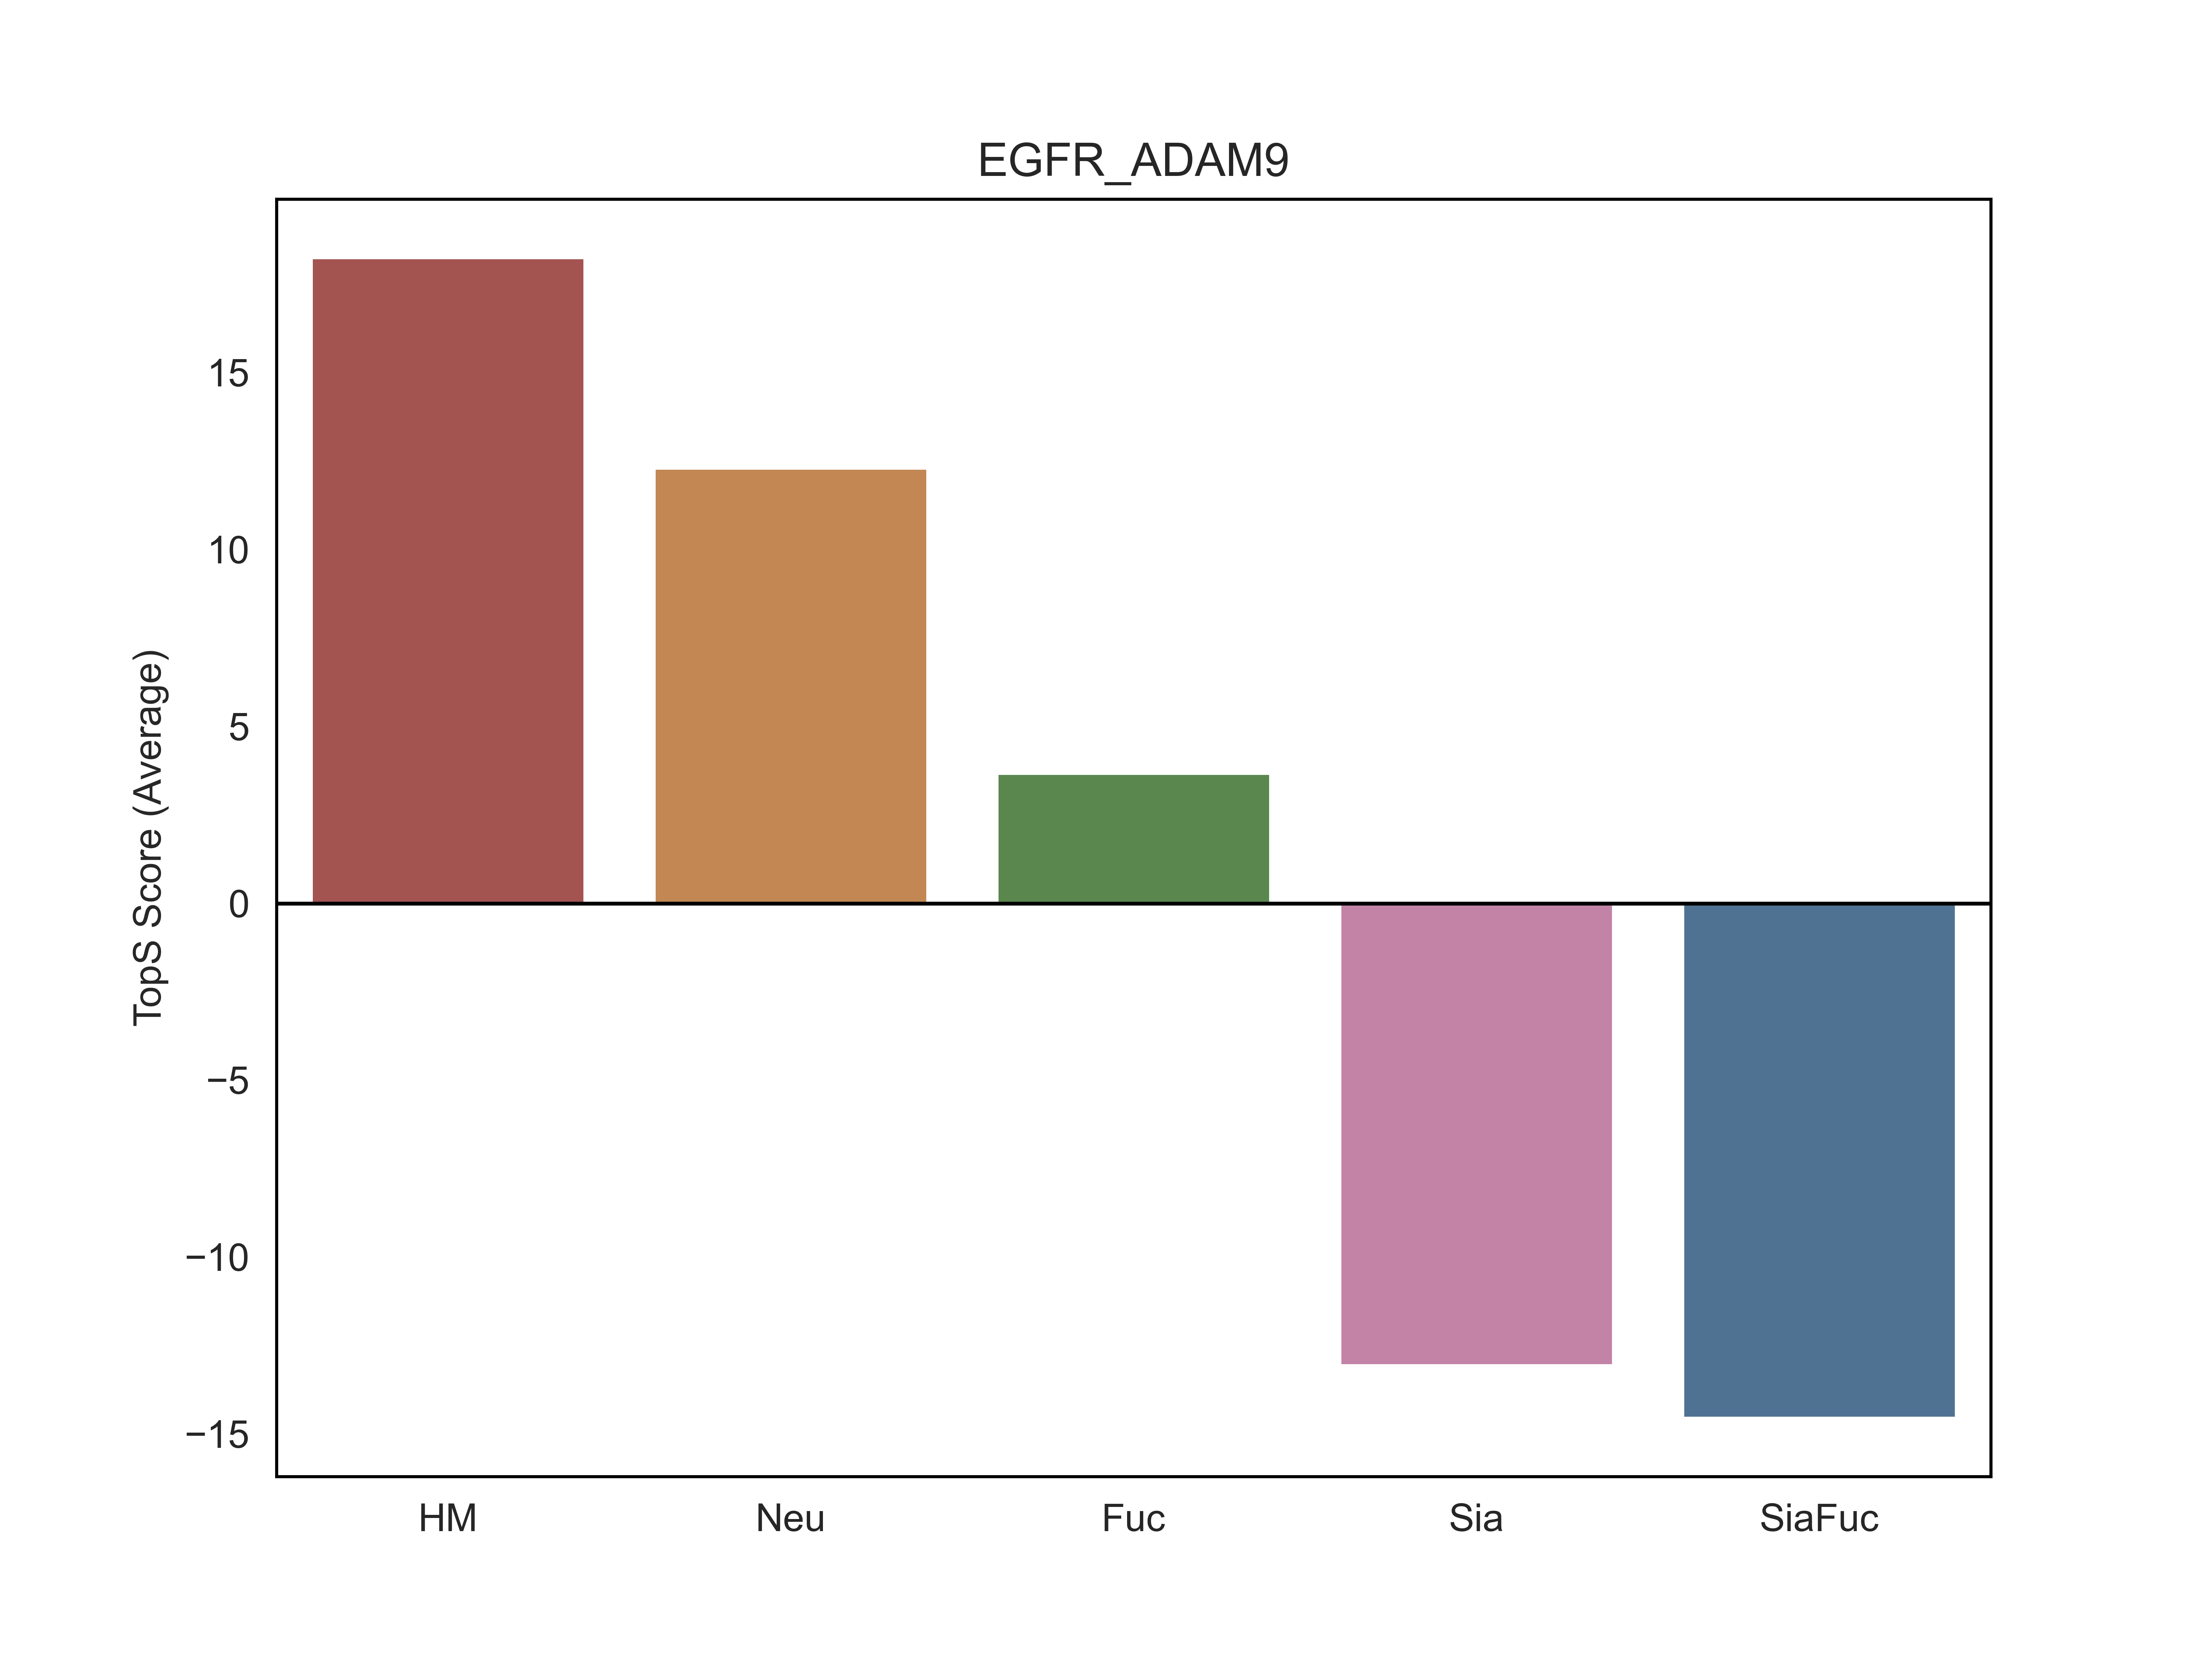 EGFR_ADAM9
TopS Score (Average)
15
10
5
0
−5
−10
−15
HM
Neu
Fuc
Sia
SiaFuc